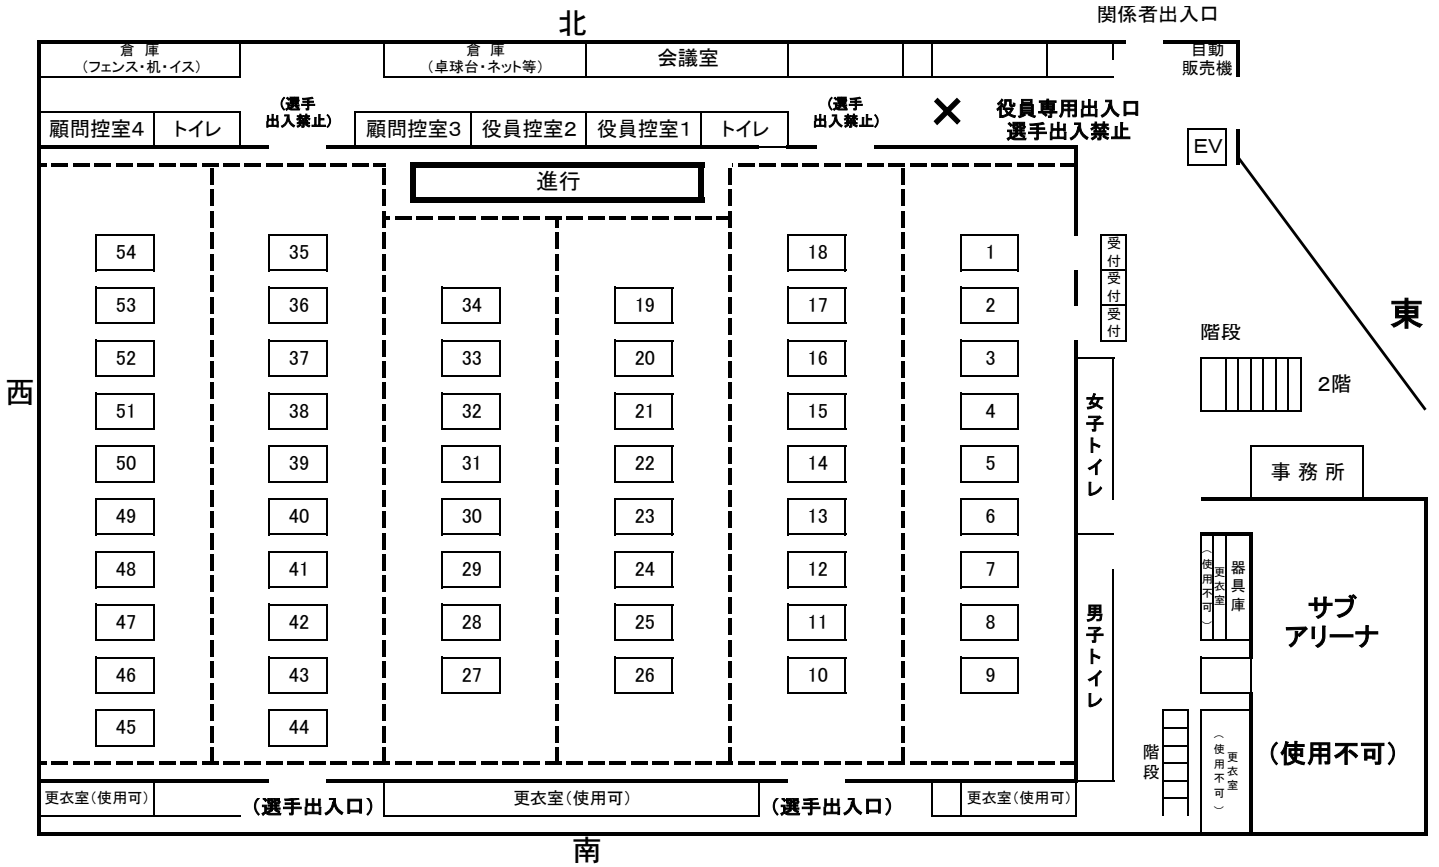 北
関係者出入口
倉 庫
(フェンス・机・イス)
倉 庫
(卓球台・ネット等)
会議室
自動
販売機
顧問控室4
トイレ
(選手
出入禁止)
顧問控室3
役員控室2
役員控室1
トイレ
(選手
出入禁止)
×
役員専用出入口
選手出入禁止
EV
進行
54
35
18
1
受付
53
36
34
19
17
2
受付
受付
東
52
37
33
20
16
3
階段
2階
西
51
38
32
21
15
4
女子トイレ
50
39
31
22
14
5
事 務 所
49
40
30
23
13
6
48
41
29
24
12
7
(使用不可)
更衣室
器具庫
47
42
28
25
11
8
男子トイレ
サブ
アリーナ
46
43
27
26
10
9
45
44
階段
(使用不可)
更衣室
(使用不可)
更衣室(使用可)
(選手出入口)
更衣室(使用可)
(選手出入口)
更衣室(使用可)
南